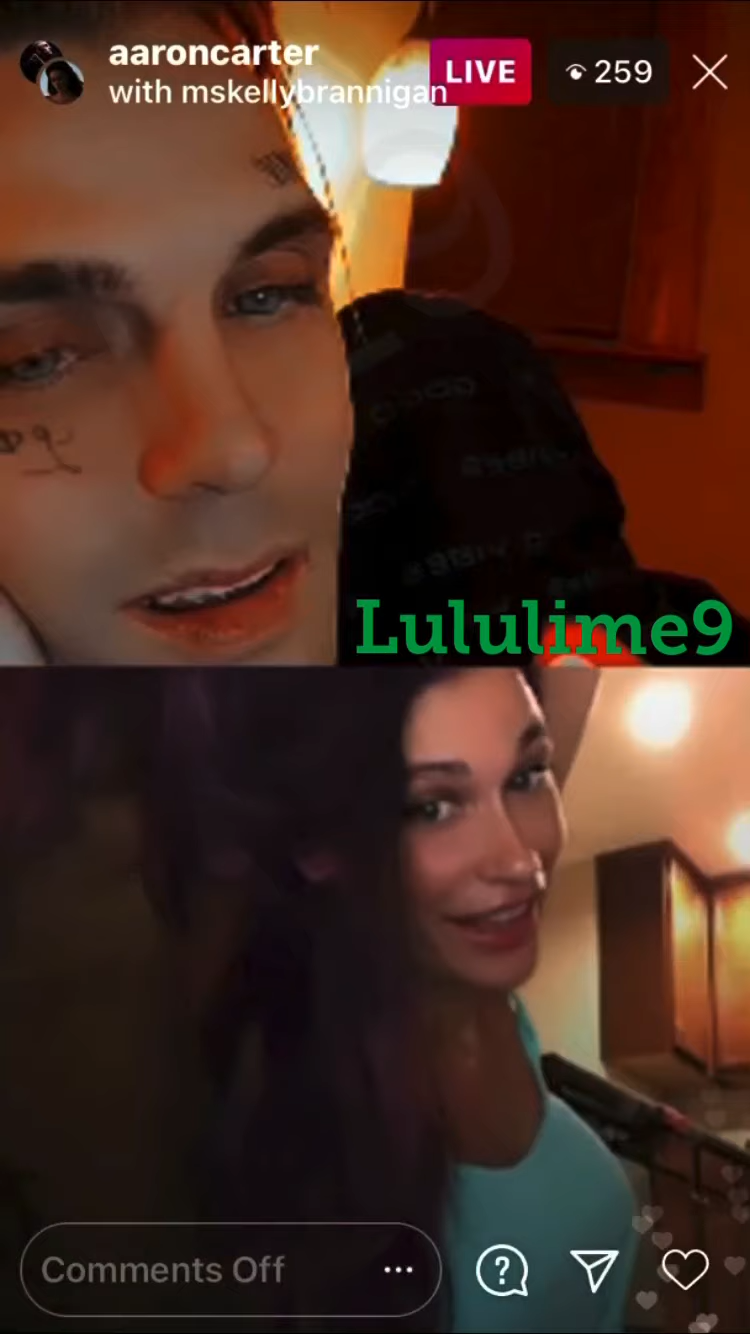 aaroncarter
LIVE
259
with mskellybrannigan
Lululime9
Comments Off